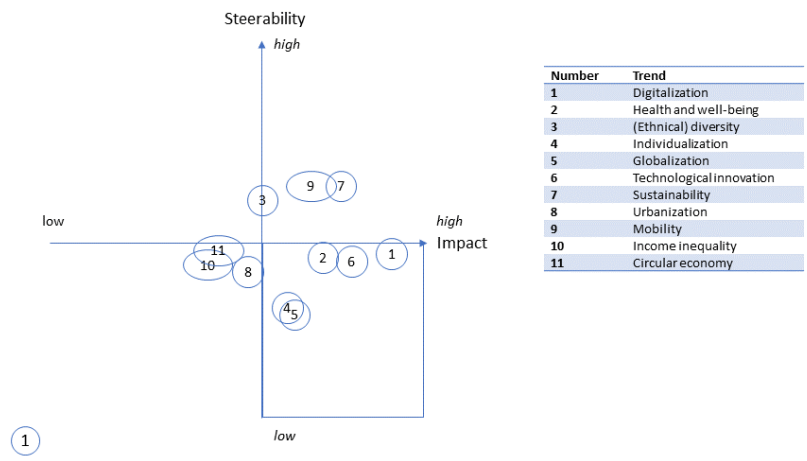 Steerability
high
Number Trend
1 Digitalization
2 Health and well-being
3 (Ethnical) diversity
4 Individualization
5 Globalization
6 Technological innovation
7 Sustainability
8 Urbanization
9 Mobility
10 Income inequality
11 Circular economy
9 7
3
low
high
Impact
11
10
8
2
6
1
4
5
low
1